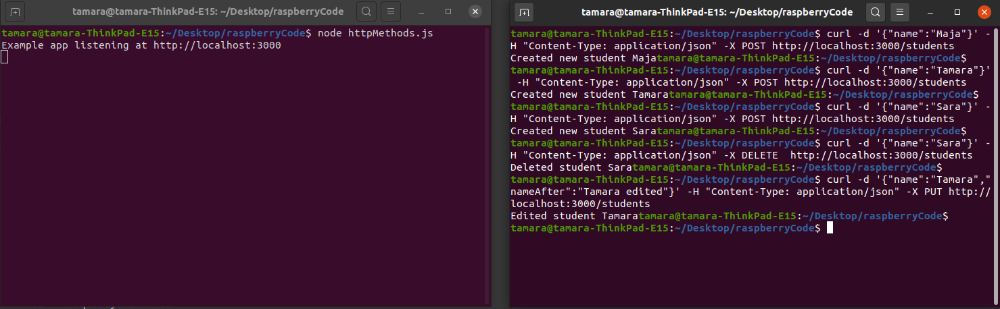 tamara@tamara-ThinkPad-E15: ~/Desktop/raspberryCode
tamara@tamara-ThinkPad-E15:~/Desktop/raspberryCode$ node httpMethods.js
Example app listening at http://localhost:3000
tamara@tamara-ThinkPad-E15: ~/Desktop/raspberryCode
tamara@tamara-ThinkPad-E15:~/Desktop/raspberryCode$ curl -d '{"name":"Maja"}' -
H "Content-Type: application/json" -X POST http://localhost:3000/students
Created new student Majatamara@tamara-ThinkPad-E15:~/Desktop/raspberryCode$
tamara@tamara-ThinkPad-E15:~/Desktop/raspberryCode$ curl -d '{"name":"Tamara"}'
 -H "Content-Type: application/json" -X POST http://localhost:3000/students
Created new student Tamaratamara@tamara-ThinkPad-E15:~/Desktop/raspberryCode$
tamara@tamara-ThinkPad-E15:~/Desktop/raspberryCode$ curl -d '{"name":"Sara"}' -
H "Content-Type: application/json" -X POST http://localhost:3000/students
Created new student Saratamara@tamara-ThinkPad-E15:~/Desktop/raspberryCode$
tamara@tamara-ThinkPad-E15:~/Desktop/raspberryCode$ curl -d '{"name":"Sara"}' -
H "Content-Type: application/json" -X DELETE  http://localhost:3000/students
Deleted student Saratamara@tamara-ThinkPad-E15:~/Desktop/raspberryCode$
tamara@tamara-ThinkPad-E15:~/Desktop/raspberryCode$ curl -d '{"name":"Tamara","
nameAfter":"Tamara edited"}' -H "Content-Type: application/json" -X PUT http://
localhost:3000/students
Edited student Tamaratamara@tamara-ThinkPad-E15:~/Desktop/raspberryCode$
tamara@tamara-ThinkPad-E15:~/Desktop/raspberryCode$